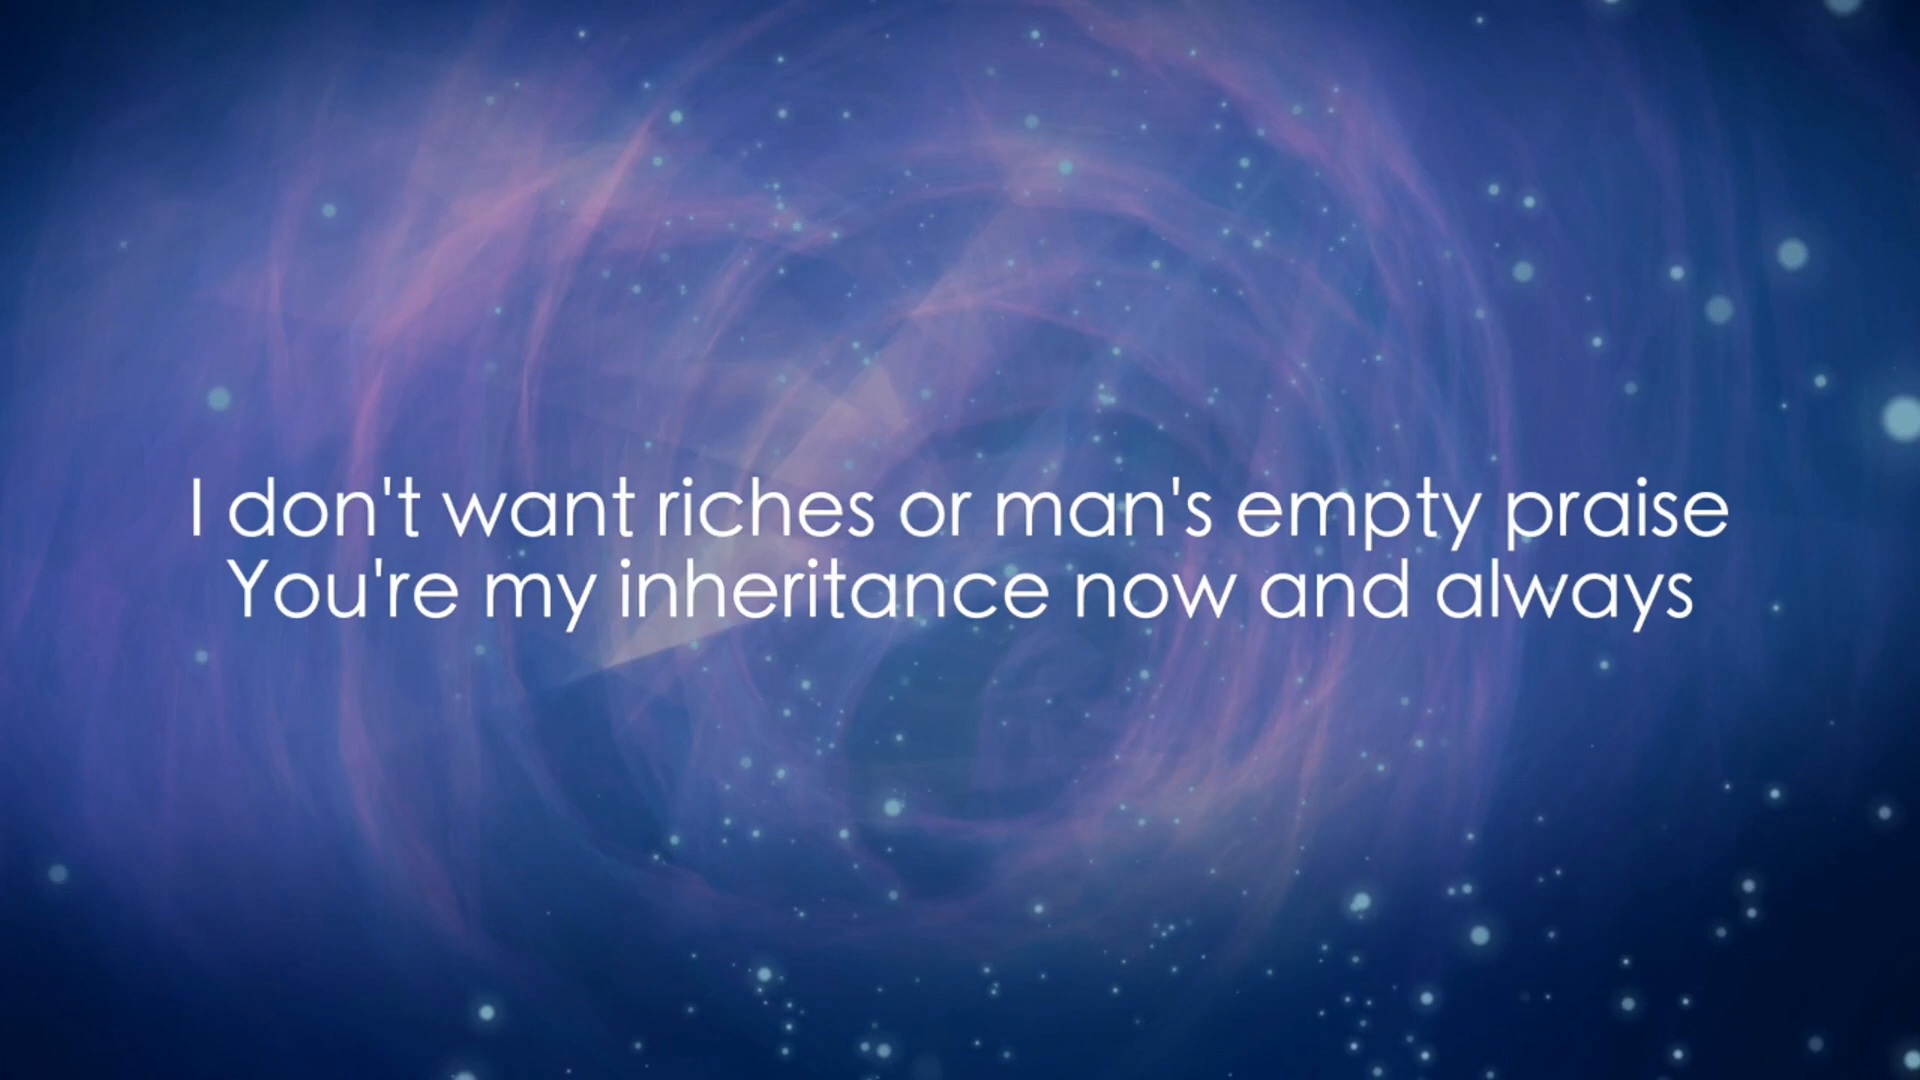 I don't want riches or man's empty praise
You're my inheritance now and always